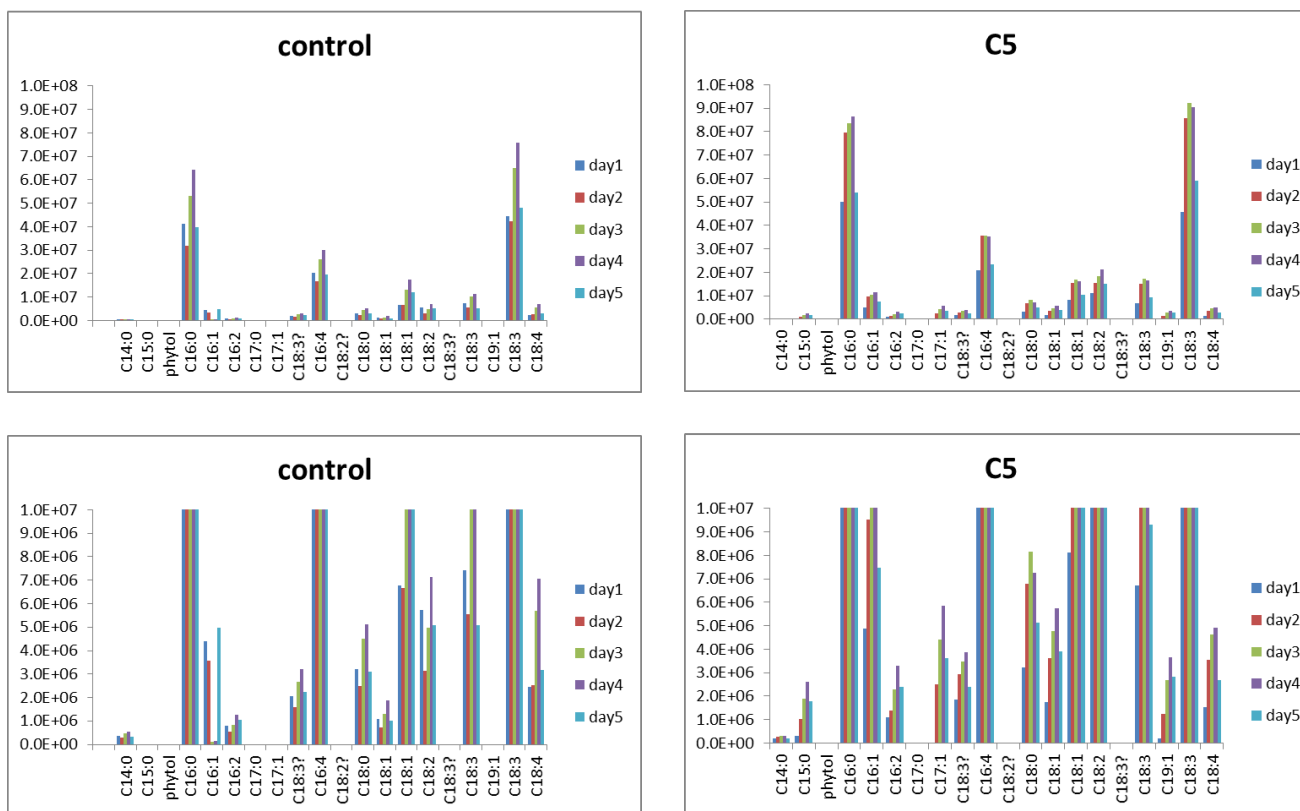 control
1.0E+08
9.0E+07
8.0E+07
7.0E+07
6.0E+07
5.0E+07
4.0E+07
3.0E+07
2.0E+07
1.0E+07
0.0E+00
C14:0
C15:0
phytol
C16:0
C16:1
C16:2
C17:0
C17:1
C18:3?
C16:4
C18:2?
C18:0
C18:1
C18:1
C18:2
C18:3?
C18:3
C19:1
C18:3
C18:4
day1
day2
day3
day4
day5
C5
1.0E+08
9.0E+07
8.0E+07
7.0E+07
6.0E+07
5.0E+07
4.0E+07
3.0E+07
2.0E+07
1.0E+07
0.0E+00
C14:0
C15:0
phytol
C16:0
C16:1
C16:2
C17:0
C17:1
C18:3?
C16:4
C18:2?
C18:0
C18:1
C18:1
C18:2
C18:3?
C18:3
C19:1
C18:3
C18:4
day1
day2
day3
day4
day5
control
1.0E+07
9.0E+06
8.0E+06
7.0E+06
6.0E+06
5.0E+06
4.0E+06
3.0E+06
2.0E+06
1.0E+06
0.0E+00
C14:0
C15:0
phytol
C16:0
C16:1
C16:2
C17:0
C17:1
C18:3?
C16:4
C18:2?
C18:0
C18:1
C18:1
C18:2
C18:3?
C18:3
C19:1
C18:3
C18:4
day1
day2
day3
day4
day5
C5
1.0E+07
9.0E+06
8.0E+06
7.0E+06
6.0E+06
5.0E+06
4.0E+06
3.0E+06
2.0E+06
1.0E+06
0.0E+00
C14:0
C15:0
phytol
C16:0
C16:1
C16:2
C17:0
C17:1
C18:3?
C16:4
C18:2?
C18:0
C18:1
C18:1
C18:2
C18:3?
C18:3
C19:1
C18:3
C18:4
day1
day2
day3
day4
day5